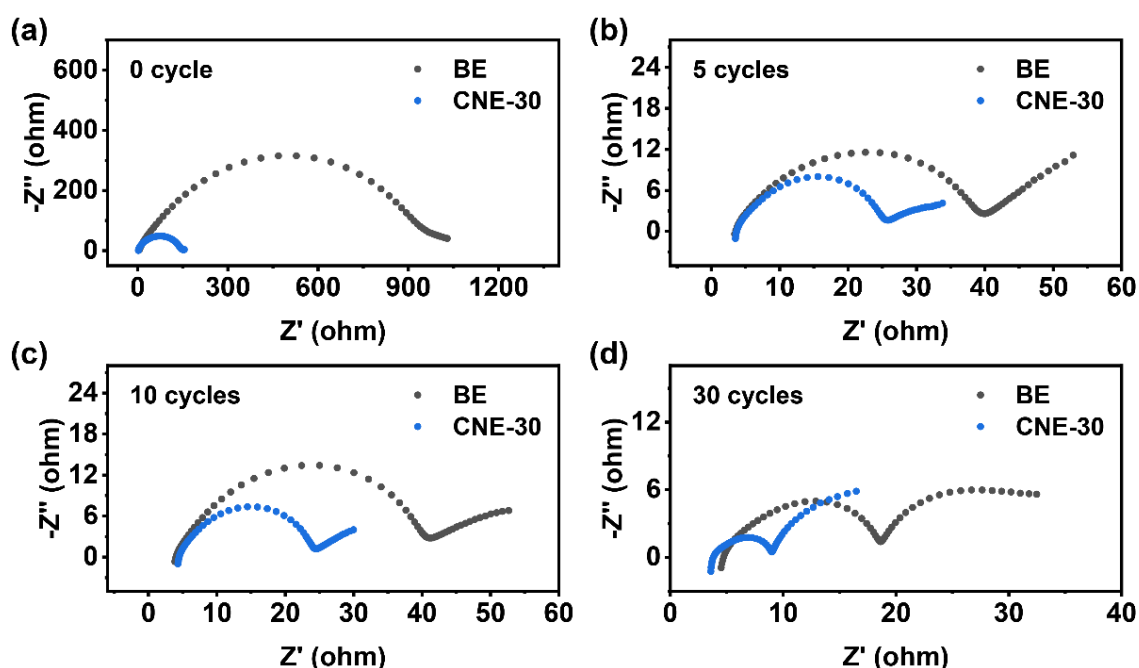 (a)
0 cycle
BE
CNE-30
600
400
200
0
-Z'' (ohm)
0 300 600 900 1200
Z' (ohm)
(b)
5 cycles
BE
CNE-30
24
18
12
6
0
-Z'' (ohm)
0 10 20 30 40 50 60
Z' (ohm)
(c)
10 cycles
BE
CNE-30
24
18
12
6
0
-Z'' (ohm)
0 10 20 30 40 50 60
Z' (ohm)
(d)
30 cycles
BE
CNE-30
12
6
0
-Z'' (ohm)
0 10 20 30 40
Z' (ohm)